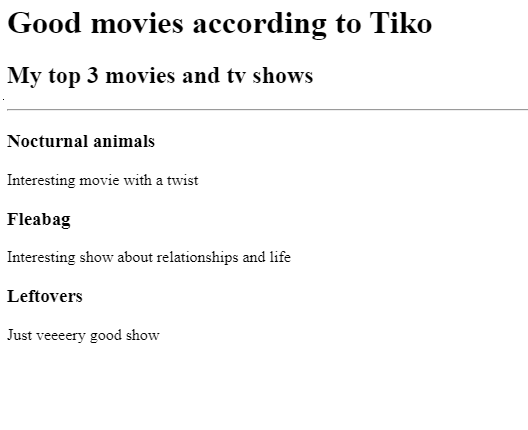 Good movies according to Tiko
My top 3 movies and tv shows
Nocturnal animals
Interesting movie with a twist
Fleabag
Interesting show about relationships and life
Leftovers
Just veeeery good show